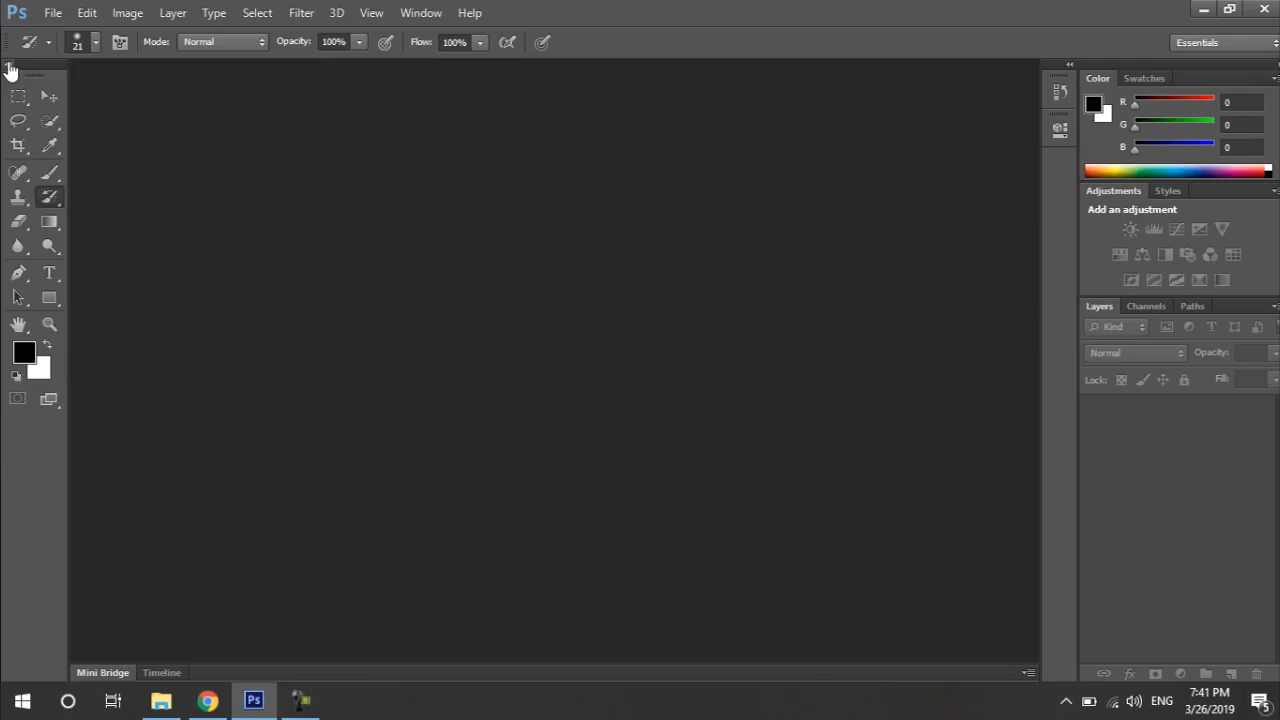 Ps File Edit Image Layer Type Select Filter 3D View Window Help
21 Mode: Normal Opacity: 100% Flow: 100% Essentials
Color Swatches
R 0
G 0
B 0
Adjustments Styles
Add an adjustment
Layers Channels Paths
Kind
Normal Opacity:
Lock: Fill:
T
Mini Bridge Timeline
Ps
ENG
7:41 PM
3/26/2019
5